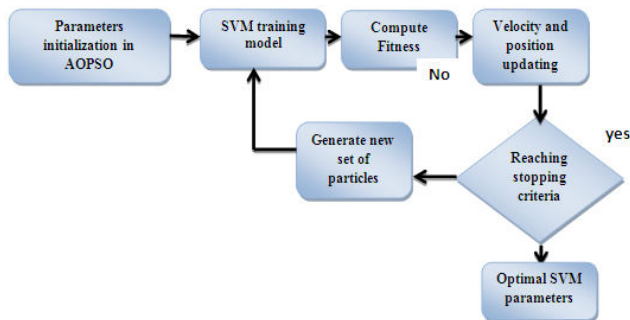 Parameters
initialization in
AOPSO
SVM training
model
Compute
Fitness
Velocity and
position
updating
No
yes
Generate new
set of
particles
Reaching
stopping
criteria
Optimal SVM
parameters